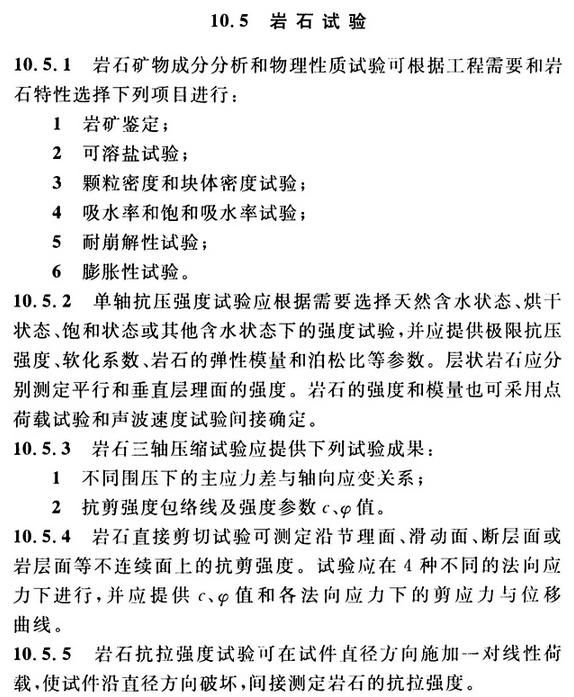 10.5 岩石试验
10.5.1 岩石矿物成分分析和物理性质试验可根据工程需要和岩
石特性选择下列项目进行：
1 岩矿鉴定；
2 可溶盐试验；
3 颗粒密度和块体密度试验；
4 吸水率和饱和吸水率试验；
5 耐崩解性试验；
6 膨胀性试验。
10.5.2 单轴抗压强度试验应根据需要选择天然含水状态、烘干
状态、饱和状态或其他含水状态下的强度试验，并应提供极限抗压
强度、软化系数、岩石的弹性模量和泊松比等参数。层状岩石应分
别测定平行和垂直层理面的强度。岩石的强度和模量也可采用点
荷载试验和声波速度试验间接确定。
10.5.3 岩石三轴压缩试验应提供下列试验成果：
1 不同围压下的主应力差与轴向应变关系；
2 抗剪强度包络线及强度参数 c、φ 值。
10.5.4 岩石直接剪切试验可测定沿节理面、滑动面、断层面或
岩层面等不连续面上的抗剪强度。试验应在 4 种不同的法向应
力下进行，并应提供 c、φ 值和各法向应力下的剪应力与位移
曲线。
10.5.5 岩石抗拉强度试验可在试件直径方向施加一对线性荷
载，使试件沿直径方向破坏，间接测定岩石的抗拉强度。